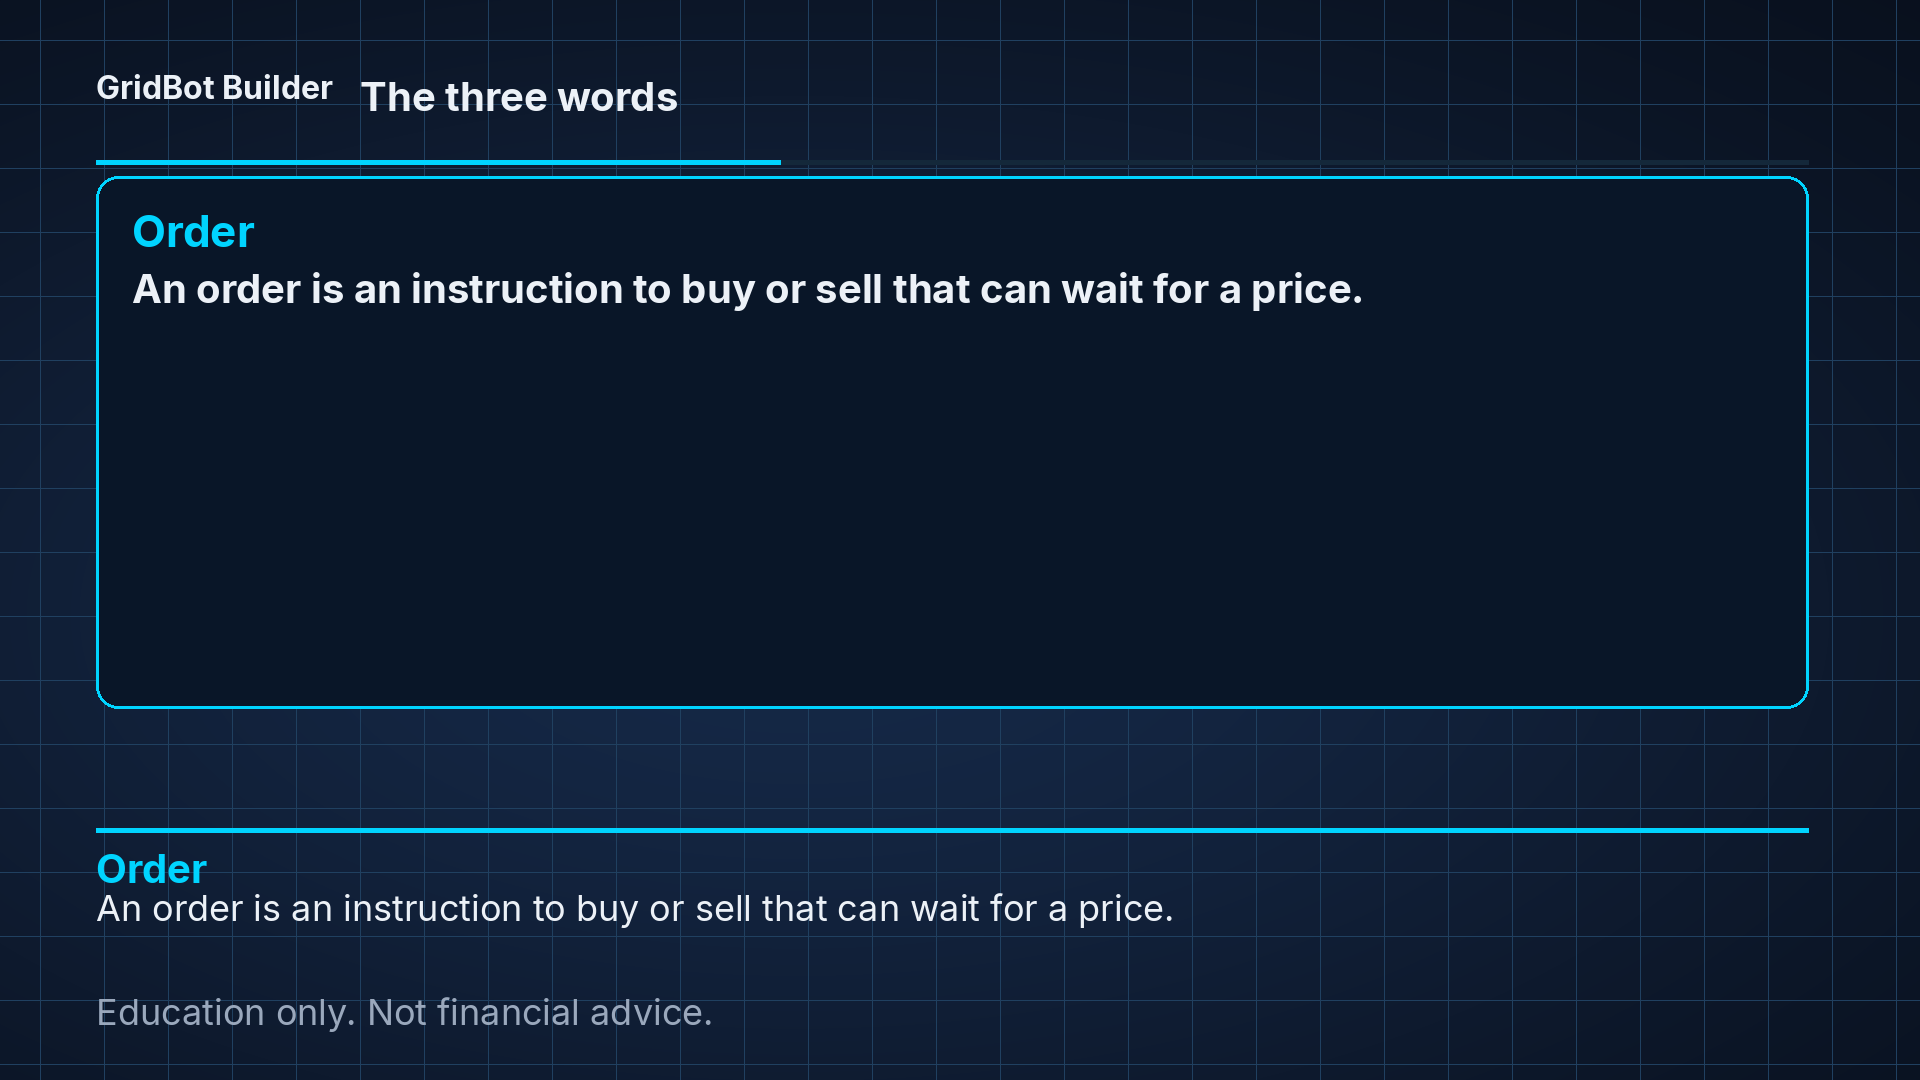 GridBot Builder
The three words
Order
An order is an instruction to buy or sell that can wait for a price.
Order
An order is an instruction to buy or sell that can wait for a price.
Education only. Not financial advice.